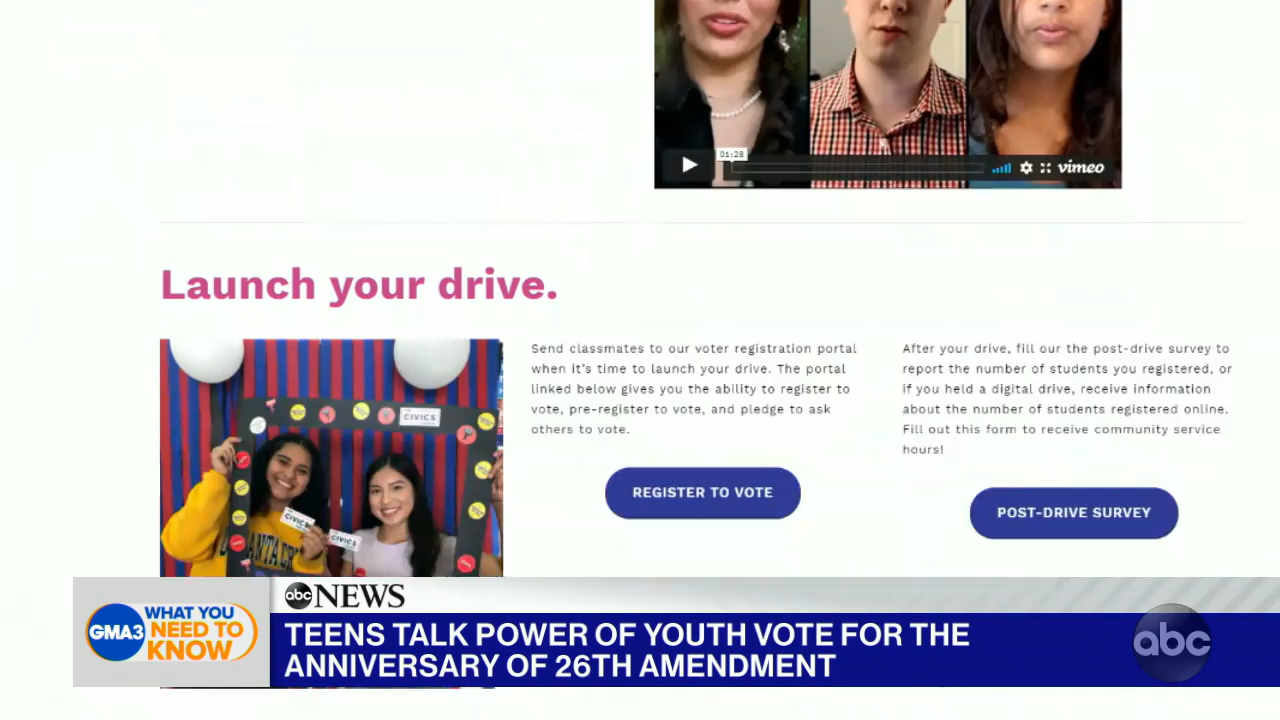 01:28
vimeo
Launch your drive.
Send classmates to our voter registration portal
when it's time to launch your drive. The portal
linked below gives you the ability to register to
vote, pre-register to vote, and pledge to ask
others to vote.
REGISTER TO VOTE
After your drive, fill our the post-drive survey to
report the number of students you registered, or
if you held a digital drive, receive information
about the number of students registered online.
Fill out this form to receive community service
hours!
POST-DRIVE SURVEY
CIVICS
CIVICS
CIVICS
GMA3
WHAT YOU
NEED TO
KNOW
abc NEWS
TEENS TALK POWER OF YOUTH VOTE FOR THE
ANNIVERSARY OF 26TH AMENDMENT
abc